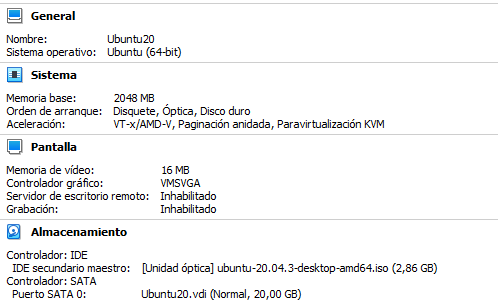 General
Nombre: Ubuntu20
Sistema operativo: Ubuntu (64-bit)
Sistema
Memoria base: 2048 MB
Orden de arranque: Disquete, Óptica, Disco duro
Aceleración: VT-x/AMD-V, Paginación anidada, Paravirtualización KVM
Pantalla
Memoria de vídeo: 16 MB
Controlador gráfico: VMSVGA
Servidor de escritorio remoto: Inhabilitado
Grabación: Inhabilitado
Almacenamiento
Controlador: IDE
IDE secundario maestro: [Unidad óptica] ubuntu-20.04.3-desktop-amd64.iso (2,86 GB)
Controlador: SATA
Puerto SATA 0: Ubuntu20.vdi (Normal, 20,00 GB)